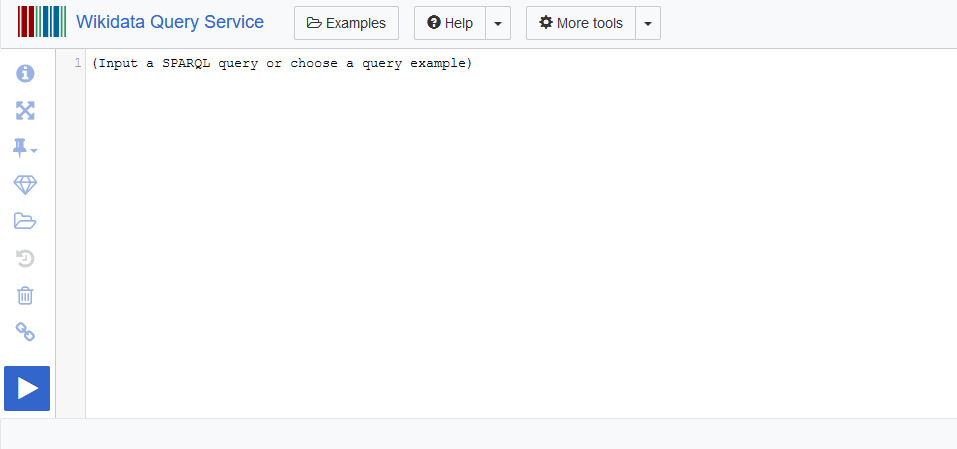 Wikidata Query Service Examples Help More tools
1 (Input a SPARQL query or choose a query example)